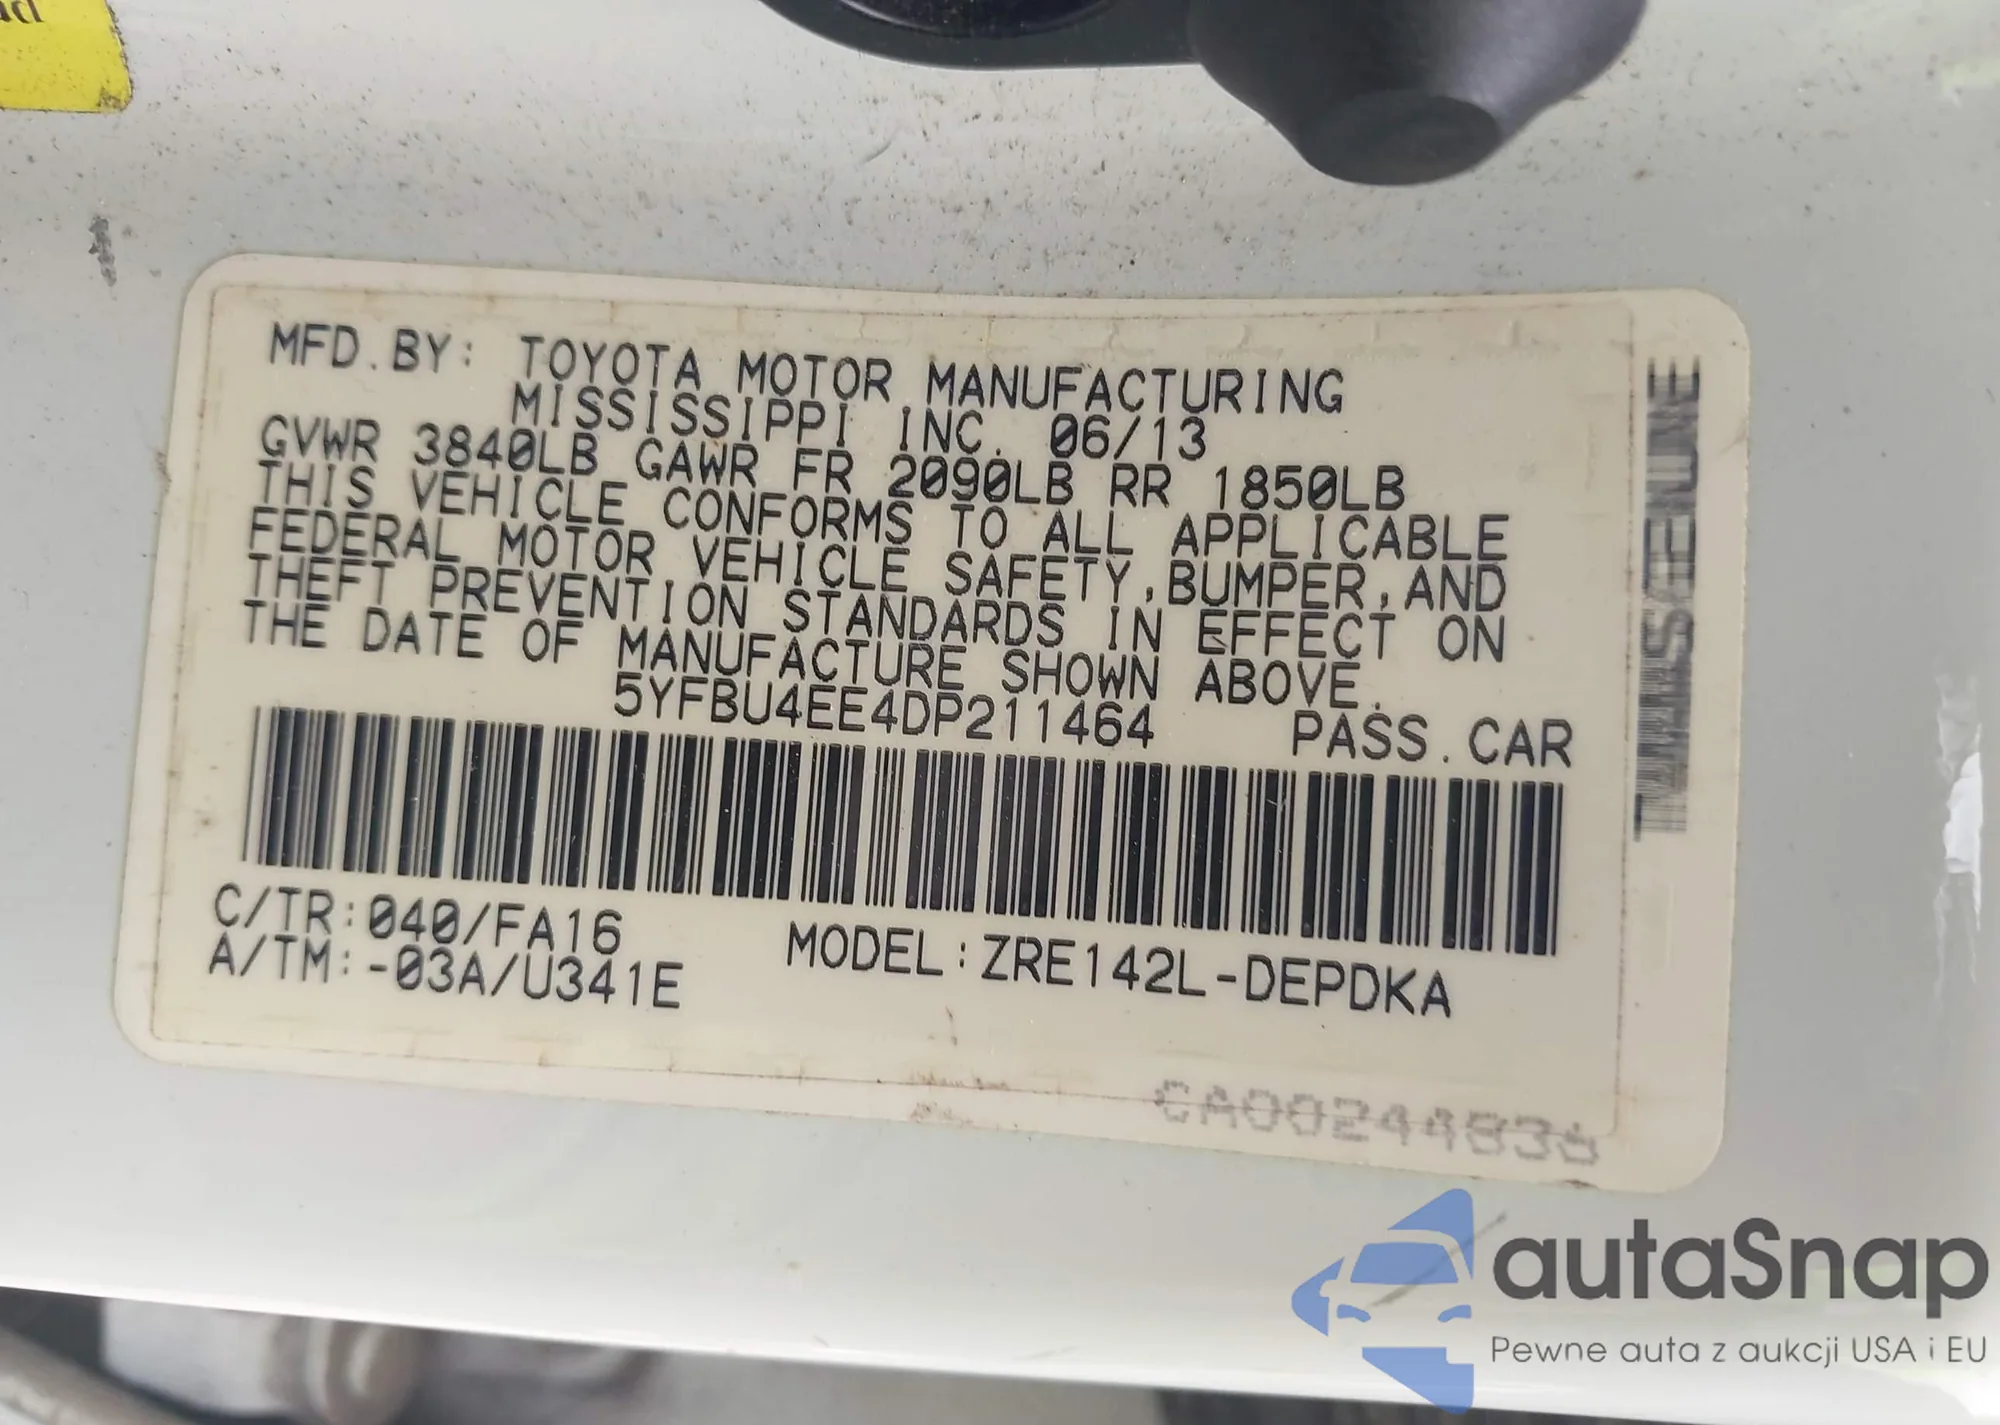 MFD.BY: TOYOTA MOTOR MANUFACTURING
MISSISSIPPI INC. 06/13
GVWR 3840LB GAWR FR 2090LB RR 1850LB
THIS VEHICLE CONFORMS TO ALL APPLICABLE
FEDERAL MOTOR VEHICLE SAFETY,BUMPER,AND
THEFT PREVENTION STANDARDS IN EFFECT ON
THE DATE OF MANUFACTURE SHOWN ABOVE.
5YFBU4EE4DP211464 PASS.CAR
C/TR:040/FA16
A/TM:-03A/U341E
MODEL:ZRE142L-DEPDKA
CA00244836
autaSnap
Pewne auta z aukcji USA i EU